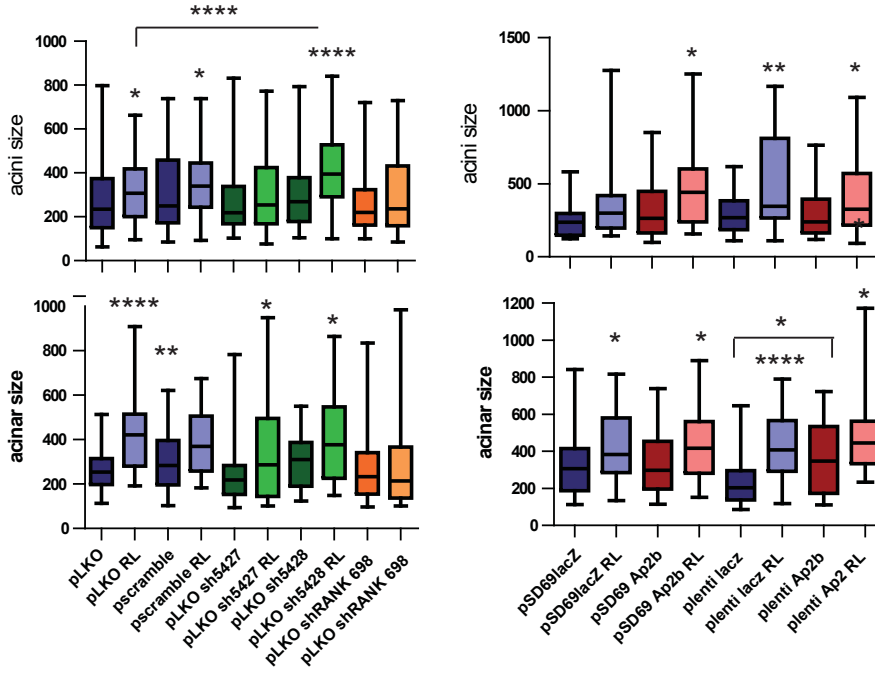 ****
1000
800
600
400
200
0
acini size
*
*
****
1500
1000
500
0
acini size
*
**
*
*
1000
800
600
400
200
0
acinar size
****
**
*
*
pLKO
pLKO RL
pscramble
pscramble RL
pLKO sh5427
pLKO sh5427 RL
pLKO sh5428
pLKO sh5428 RL
pLKO shRANK 698
pLKO shRANK 698
1200
1000
800
600
400
200
0
acinar size
*
*
*
****
*
pSD69lacZ
pSD69lacZ RL
pSD69 Ap2b
pSD69 Ap2b RL
plenti lacz
plenti lacz RL
plenti Ap2b
plenti Ap2 RL